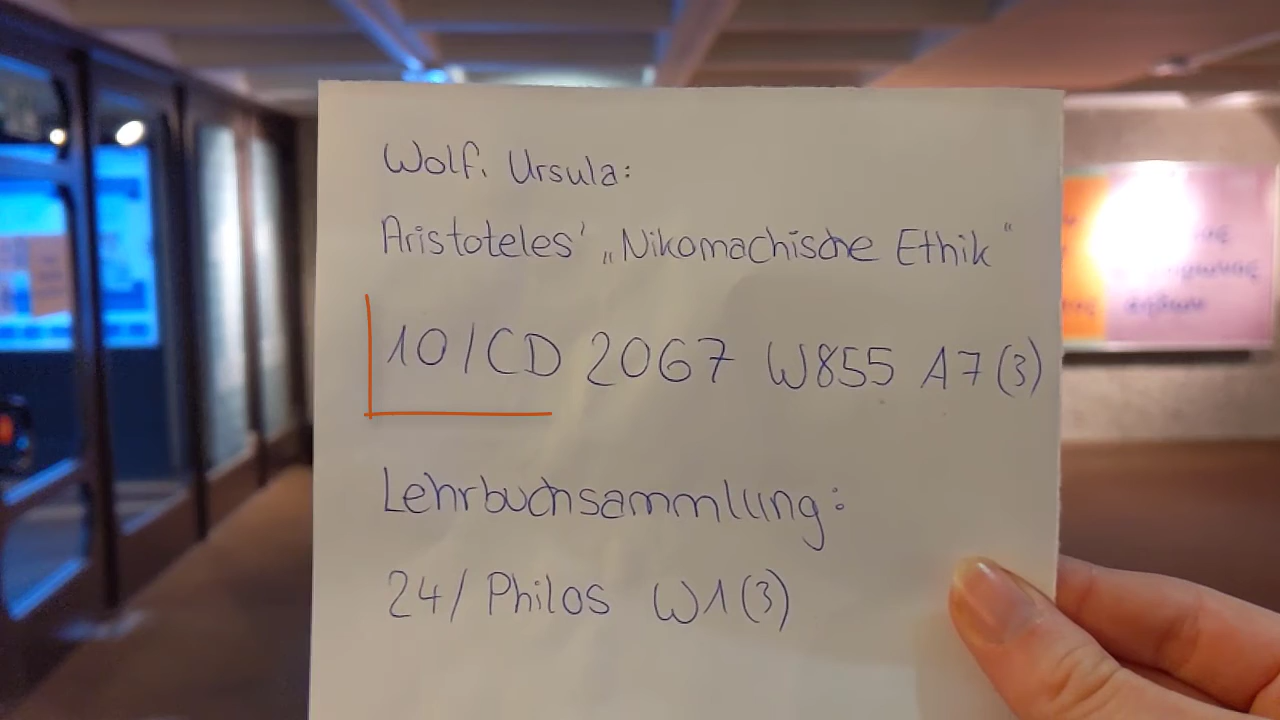 Wolf, Ursula:
Aristoteles' „Nikomachische Ethik“
10/CD 2067 W855 A7(3)
Lehrbuchsammlung:
24/Philos W1(3)